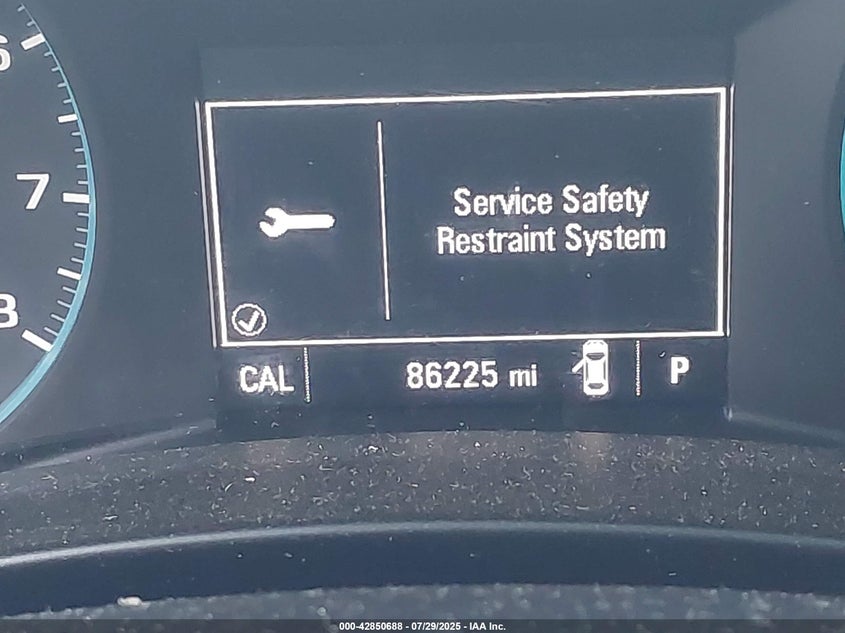 6
7
8
Service Safety
Restraint System
CAL
86225 mi
P
000-42850688 - 07/29/2025 - IAA Inc.